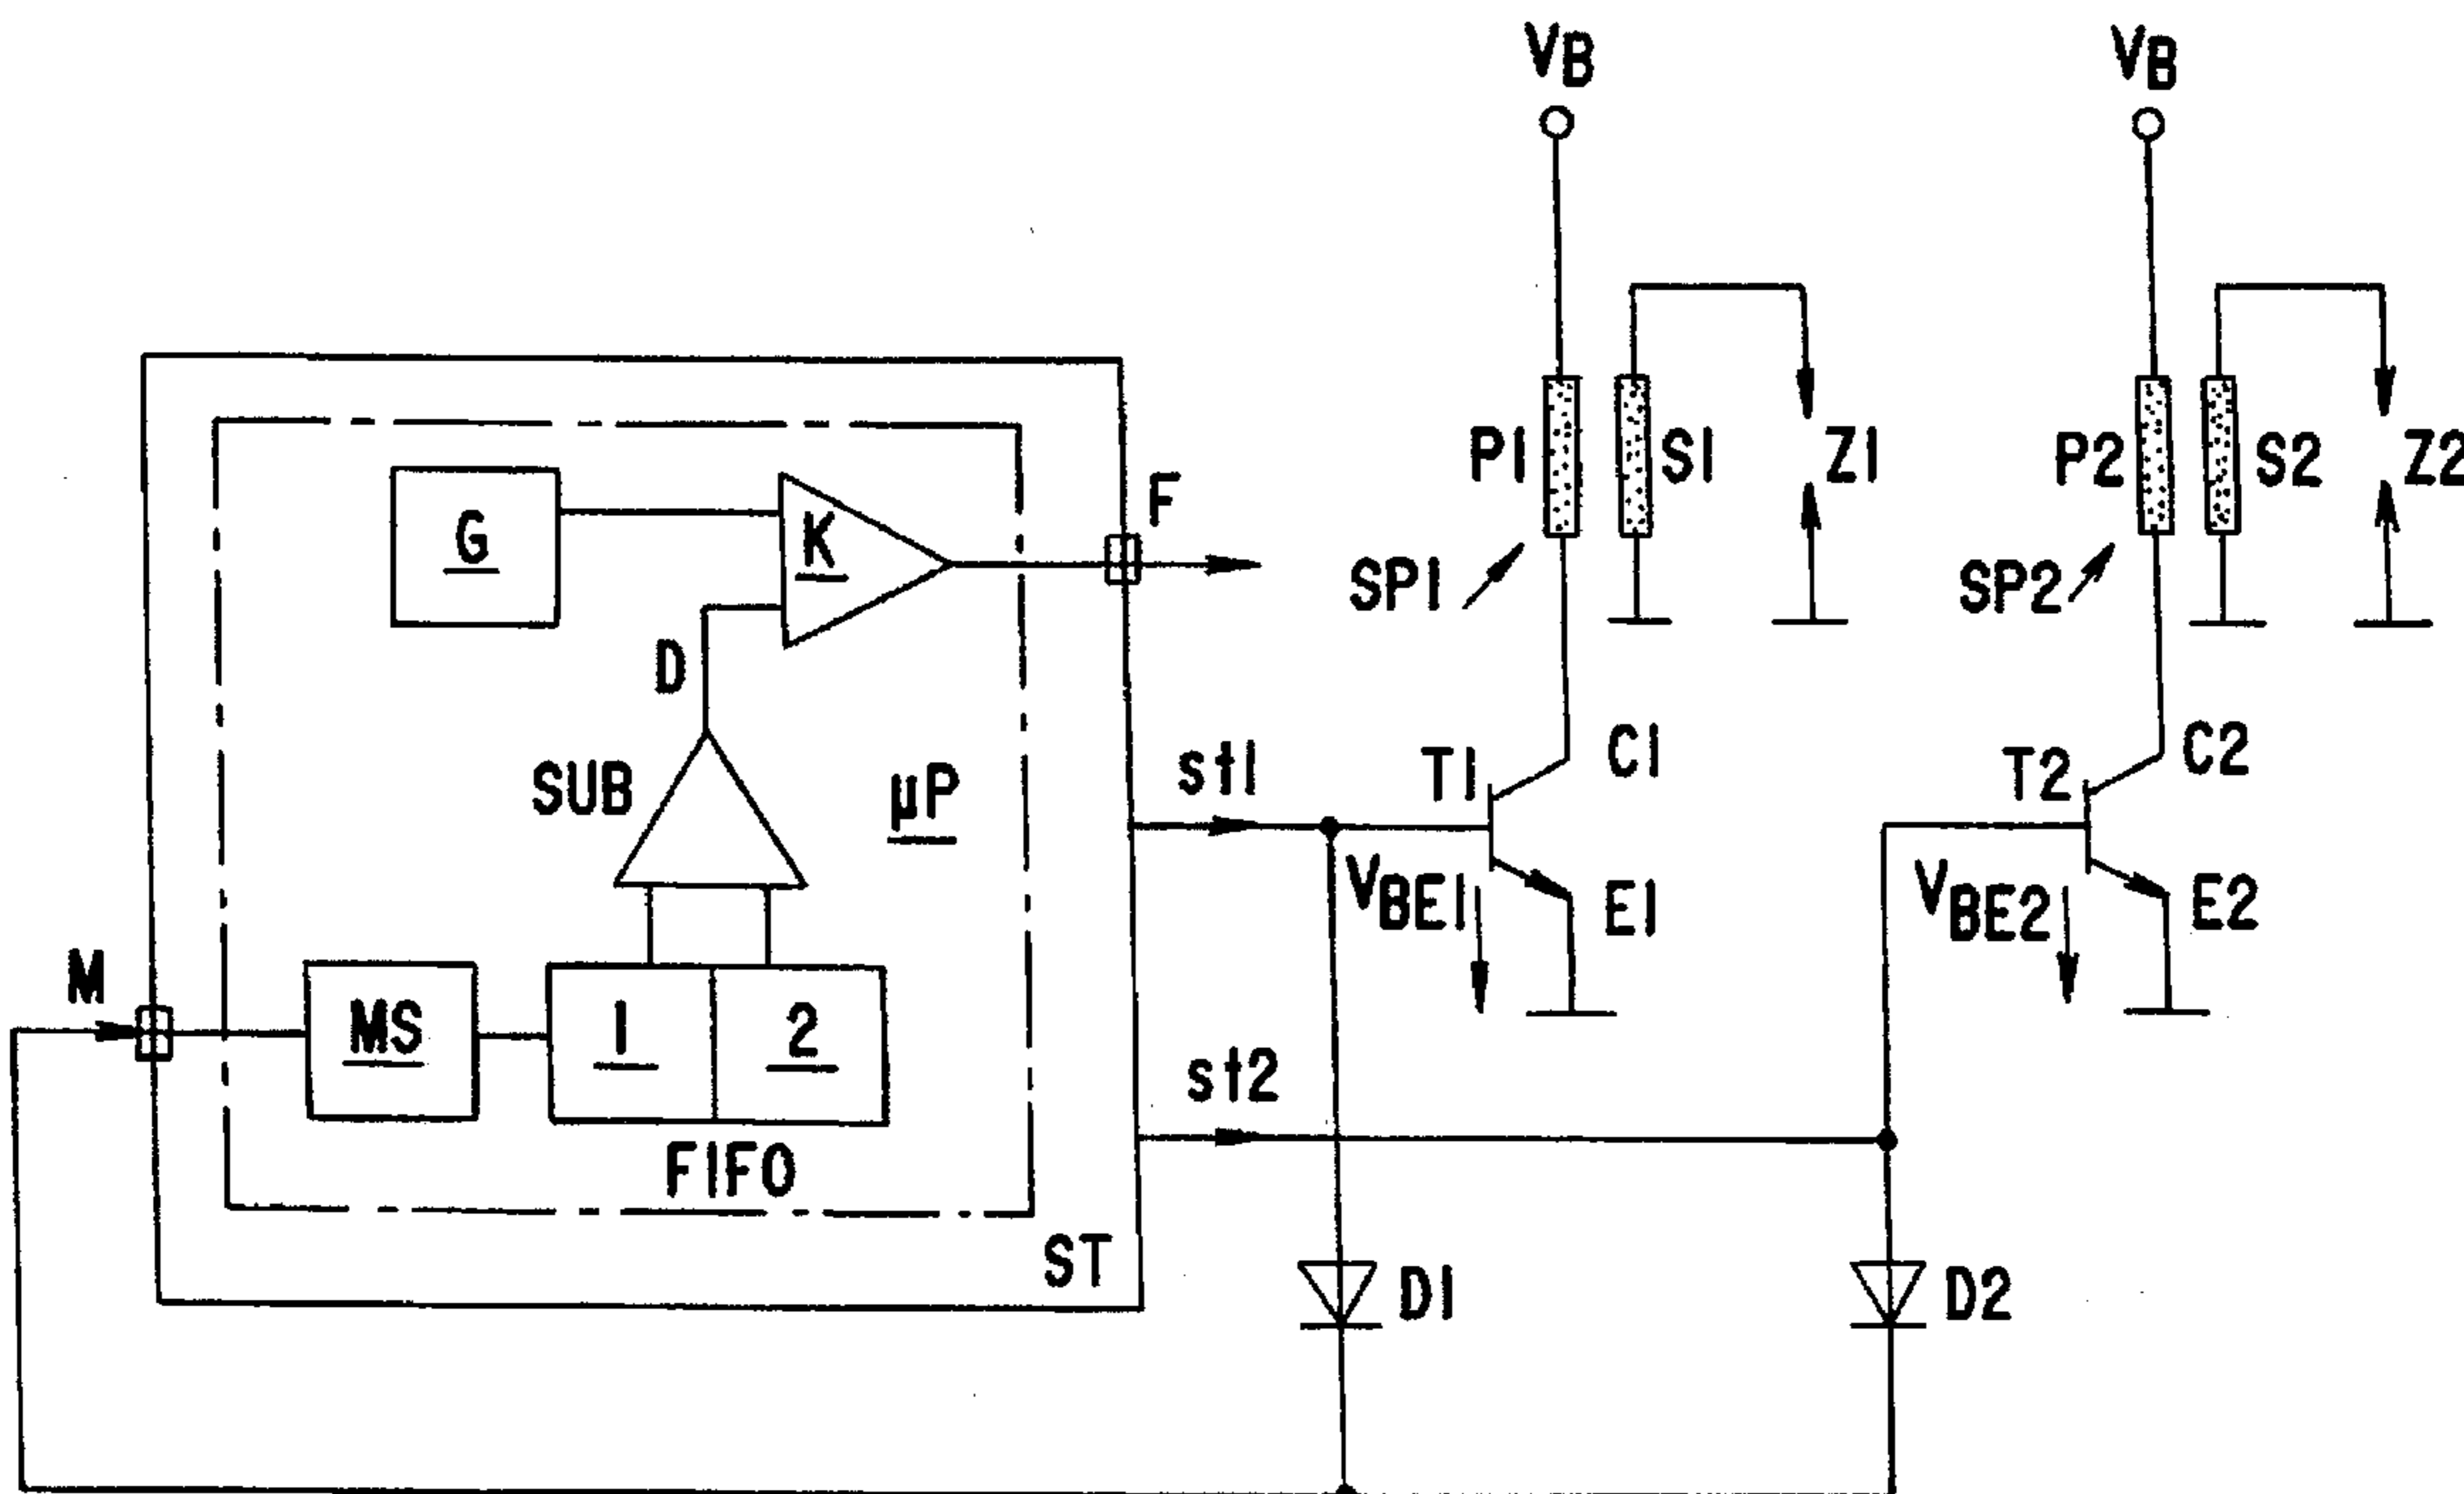 VB
VB
F
G
K
P1
S1
Z1
P2
S2
Z2
SP1
SP2
D
SUB
µP
st1
T1
C1
T2
C2
VBE1
E1
VBE2
E2
M
MS
1
2
st2
FIFO
ST
D1
D2